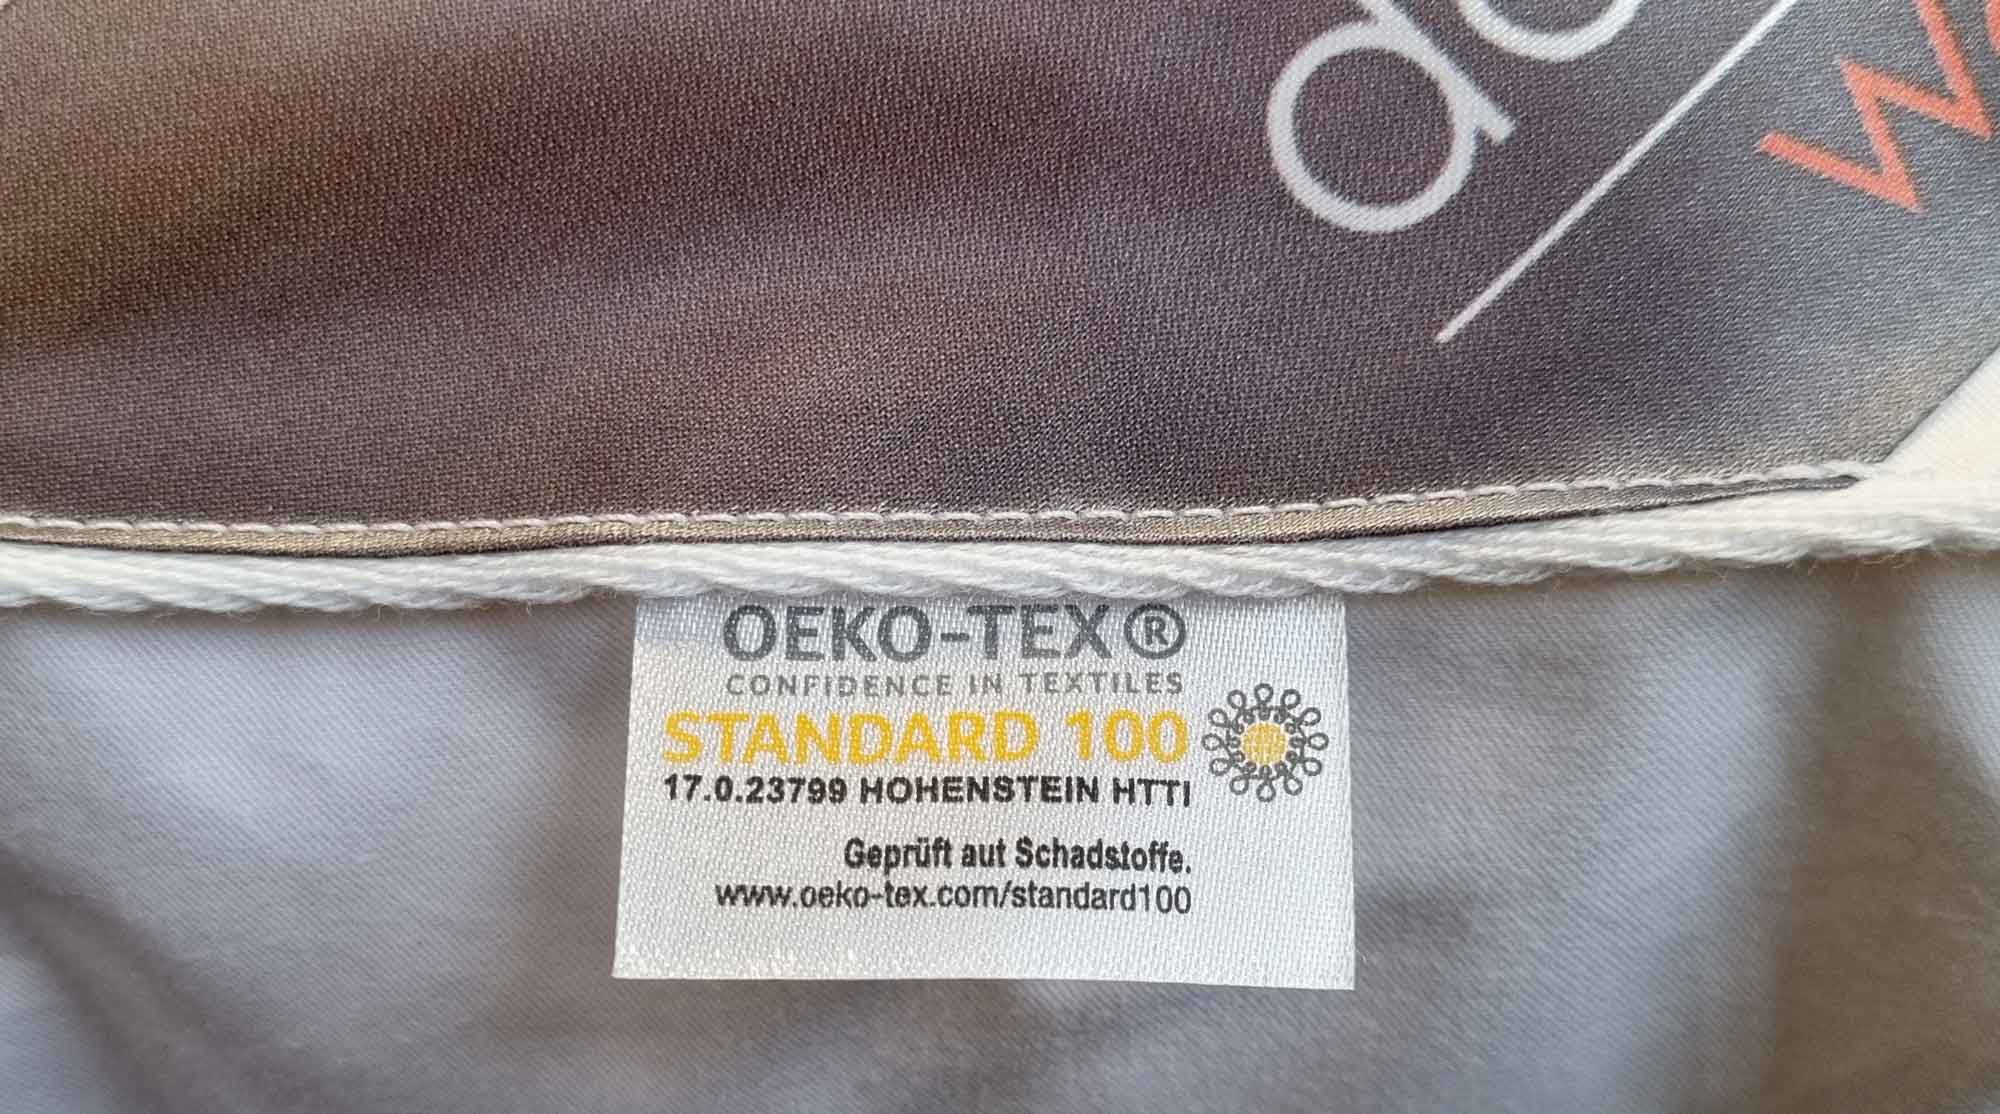 OEKO-TEX®
CONFIDENCE IN TEXTILES
STANDARD 100
17.0.23799 HOHENSTEIN HTTI
Geprüft auf Schadstoffe.
www.oeko-tex.com/standard100